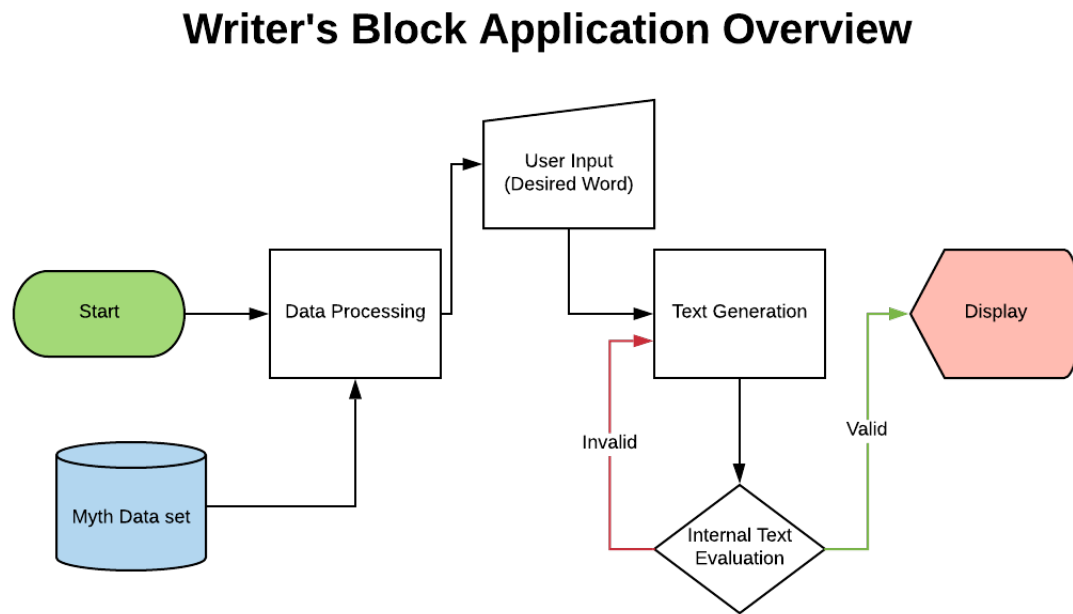 Writer's Block Application Overview
User Input
(Desired Word)
Start
Data Processing
Text Generation
Display
Invalid
Valid
Myth Data set
Internal Text
Evaluation